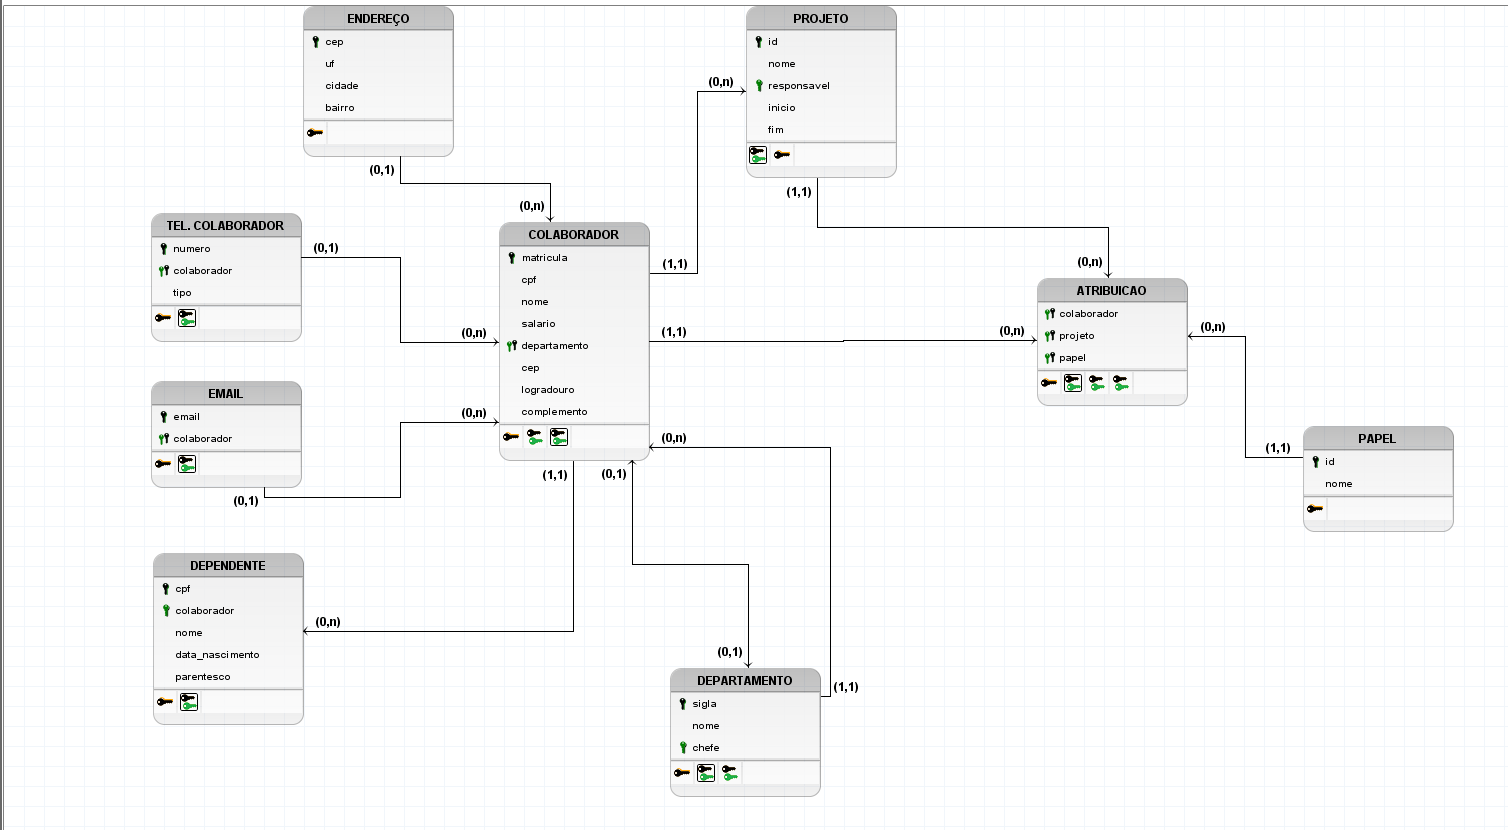 ENDEREÇO
cep
uf
cidade
bairro
(0,1)
(0,n)
PROJETO
id
nome
responsavel
inicio
fim
(0,n)
(1,1)
TEL. COLABORADOR
numero
colaborador
tipo
(0,1)
(0,n)
COLABORADOR
matricula
cpf
nome
salario
departamento
cep
logradouro
complemento
(1,1)
(1,1)
(0,n)
(0,n)
ATRIBUICAO
colaborador
projeto
papel
(0,n)
EMAIL
email
colaborador
(0,1)
(0,n)
(1,1)
(0,1)
(0,n)
PAPEL
id
nome
(1,1)
DEPENDENTE
cpf
colaborador
nome
data_nascimento
parentesco
(0,n)
(0,1)
DEPARTAMENTO
sigla
nome
chefe
(1,1)